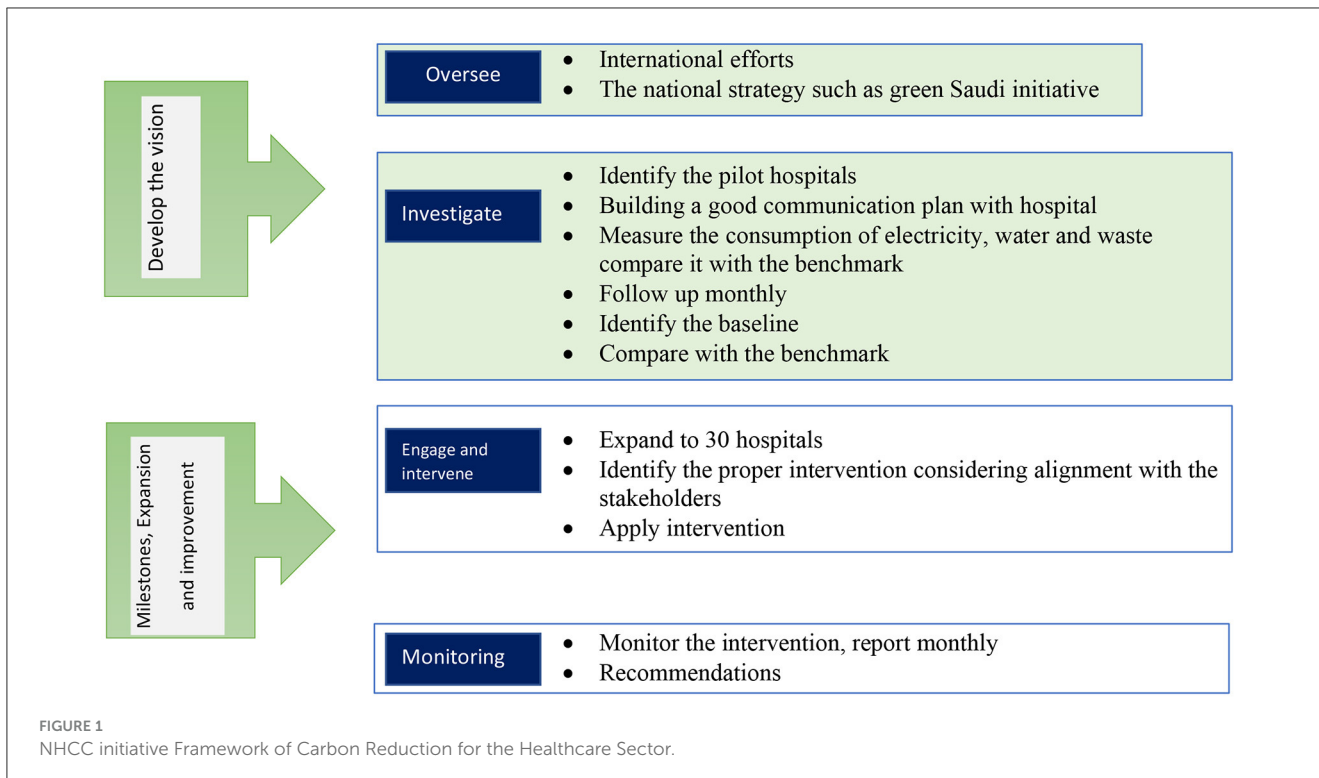 Develop the vision
Oversee
• International efforts
• The national strategy such as green Saudi initiative
Investigate
• Identify the pilot hospitals
• Building a good communication plan with hospital
• Measure the consumption of electricity, water and waste
compare it with the benchmark
• Follow up monthly
• Identify the baseline
• Compare with the benchmark
Milestones, Expansion
and improvement
Engage and
intervene
• Expand to 30 hospitals
• Identify the proper intervention considering alignment with the
stakeholders
• Apply intervention
Monitoring
• Monitor the intervention, report monthly
• Recommendations
FIGURE 1
NHCC initiative Framework of Carbon Reduction for the Healthcare Sector.